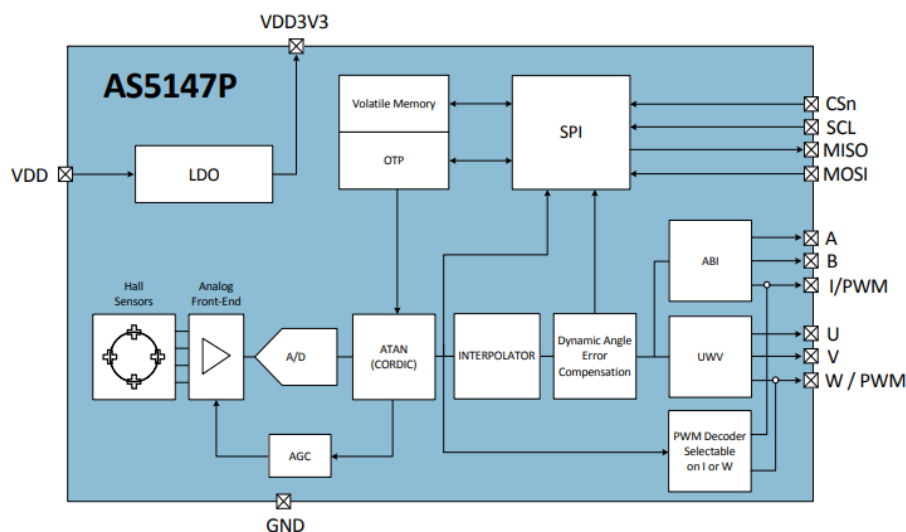 VDD3V3
AS5147P
Volatile Memory
OTP
SPI
CSn
SCL
MISO
MOSI
VDD
LDO
A
B
I/PWM
ABI
Hall
Sensors
Analog
Front-End
A/D
ATAN
(CORDIC)
INTERPOLATOR
Dynamic Angle
Error
Compensation
UWV
U
V
W / PWM
AGC
PWM Decoder
Selectable
on I or W
GND